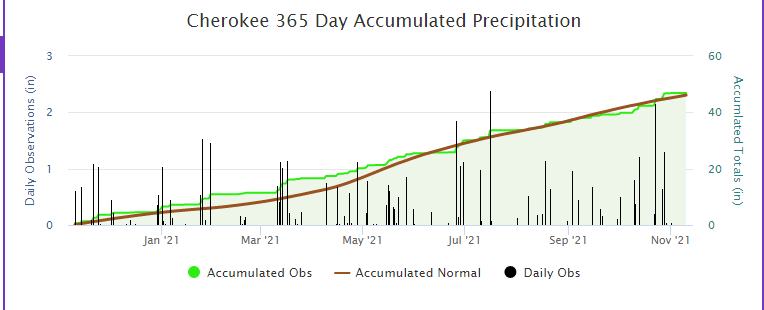 Cherokee 365 Day Accumulated Precipitation
3
2
1
0
Daily Observations (in)
60
40
20
0
Accumlated Totals (in)
Jan '21
Mar '21
May '21
Jul '21
Sep '21
Nov '21
Accumulated Obs
Accumulated Normal
Daily Obs